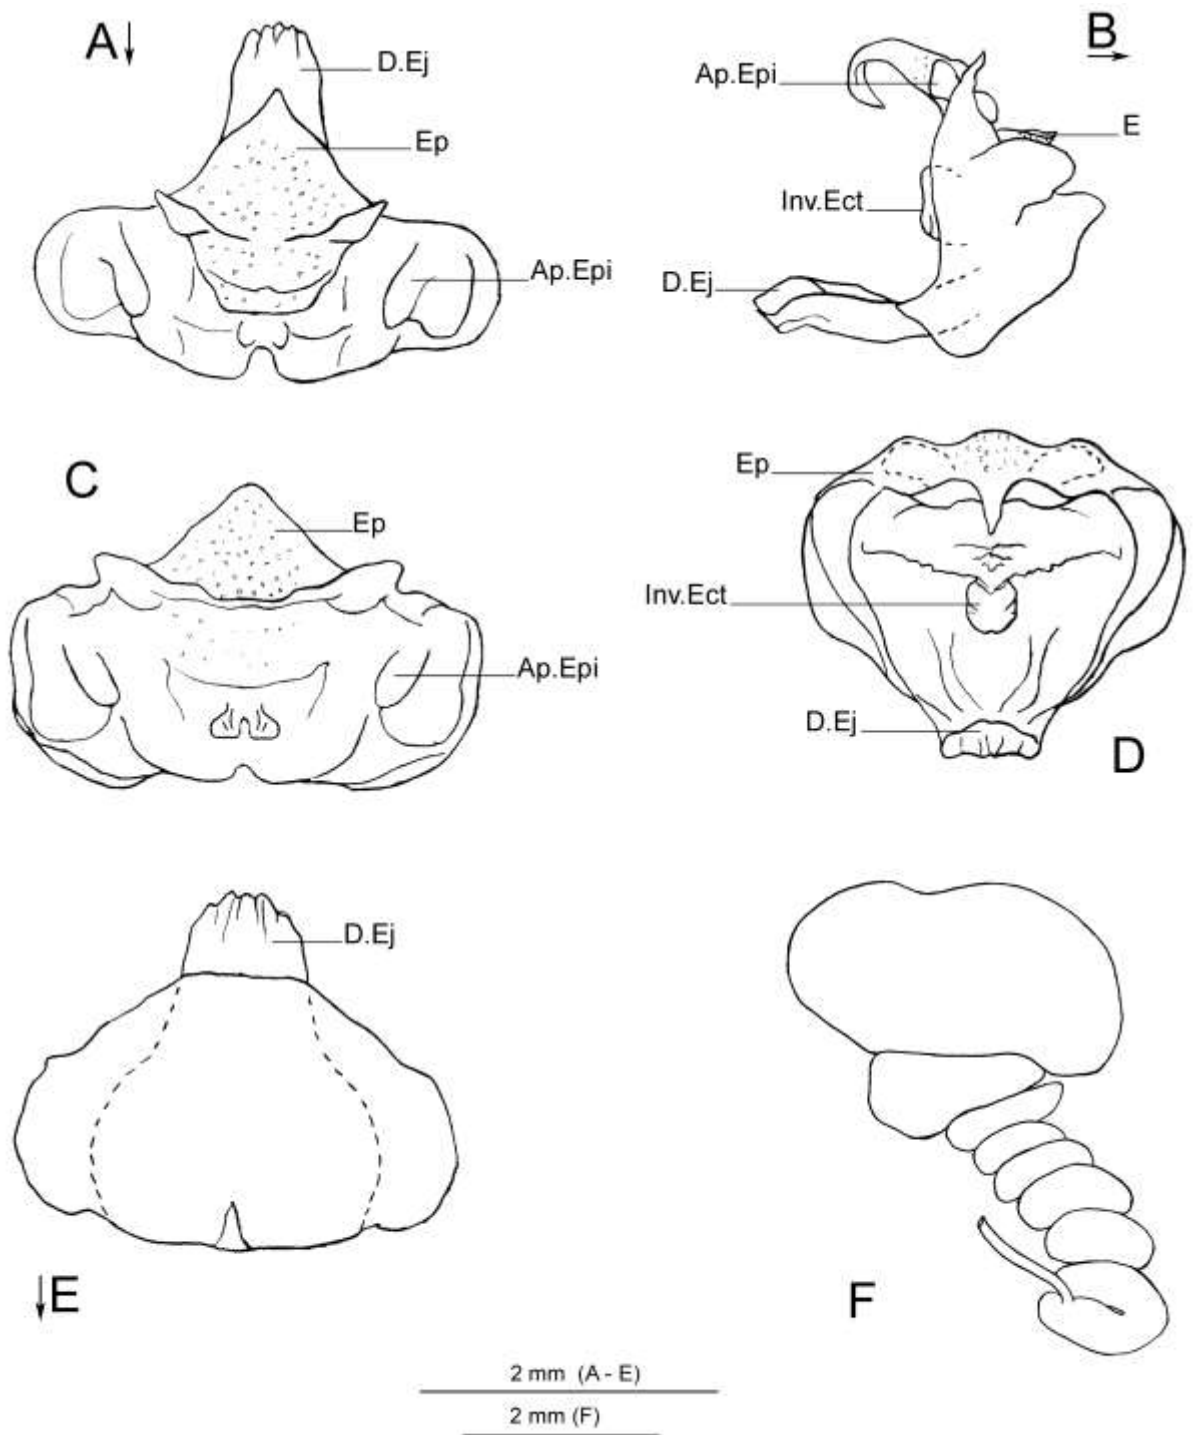 A
D.Ej
Ep
Ap.Epi
B
Ap.Epi
E
Inv.Ect
D.Ej
C
Ep
Ap.Epi
Ep
Inv.Ect
D.Ej
D
D.Ej
E
F
2 mm (A - E)
2 mm (F)